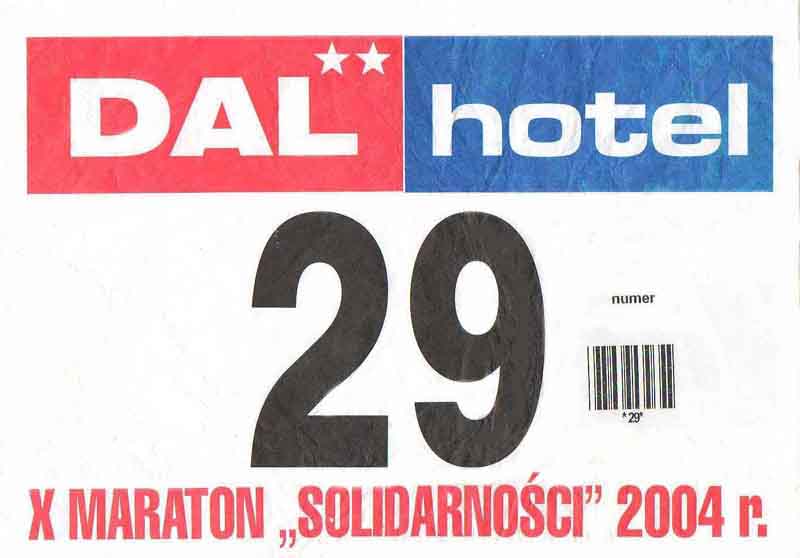 DAL hotel
29
numer
*29*
X MARATON „SOLIDARNOŚCI” 2004 r.